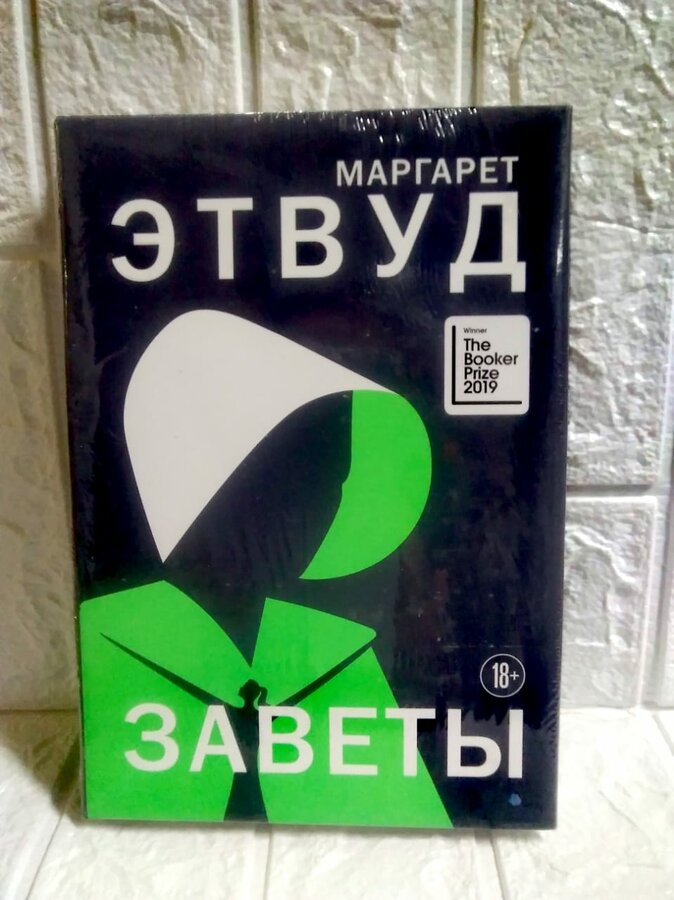 МАРГАРЕТ
ЭТВУД
Winner
The
Booker
Prize
2019
18+
ЗАВЕТЫ